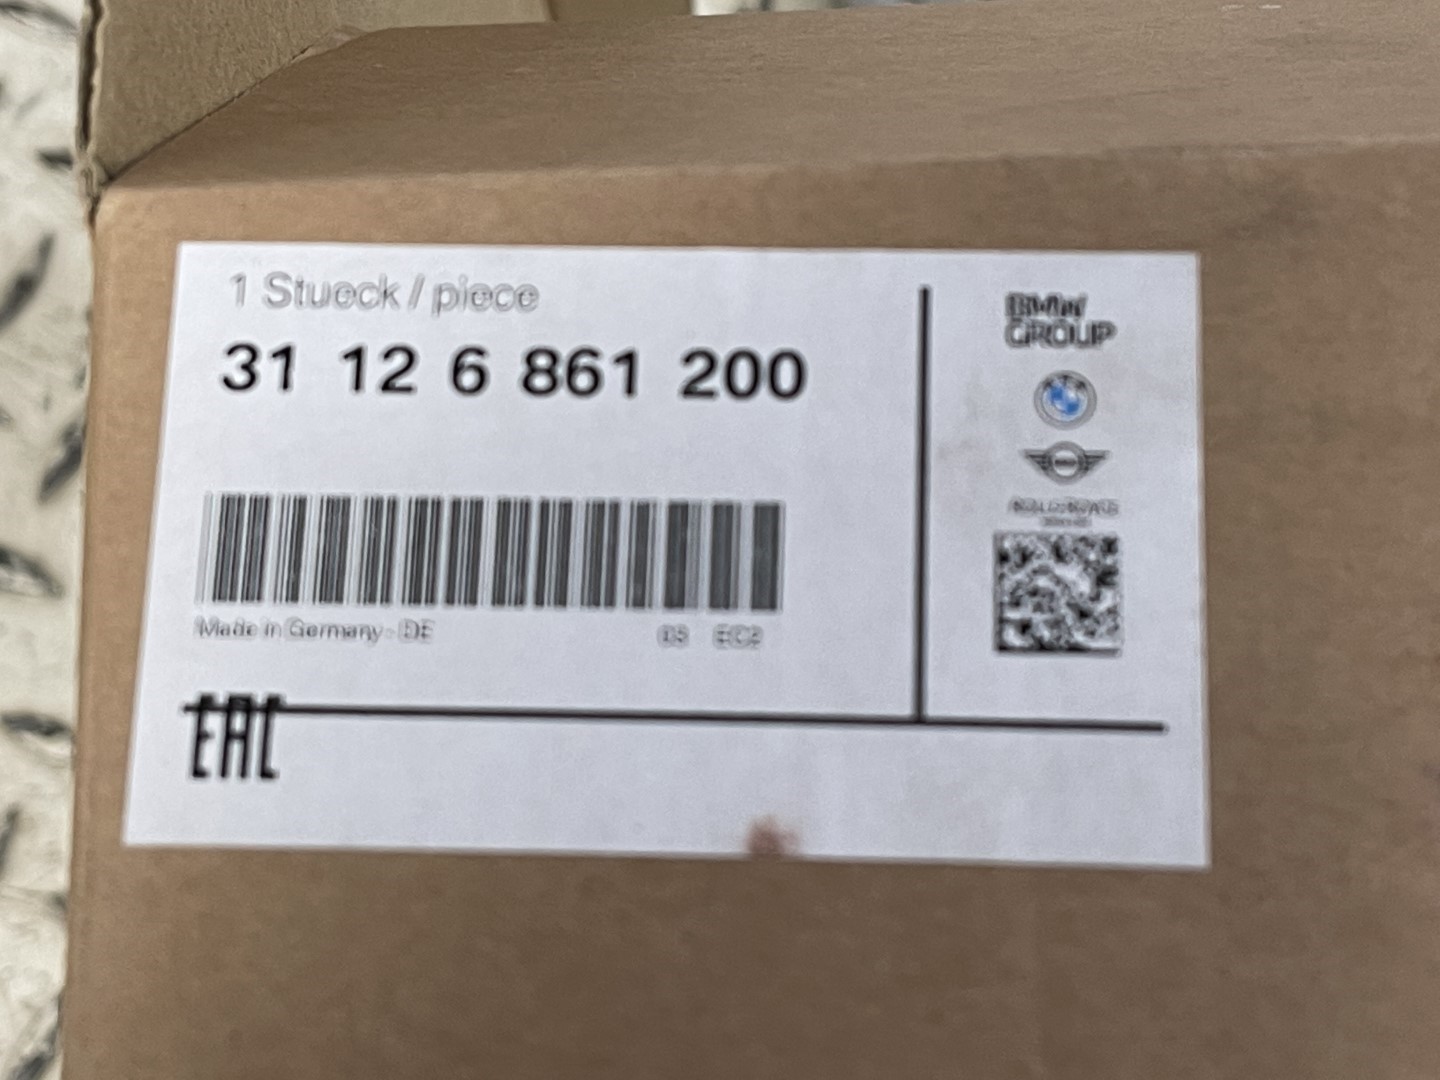 1 Stueck / piece
31 12 6 861 200
Made in Germany - DE
EAC
BMW
GROUP